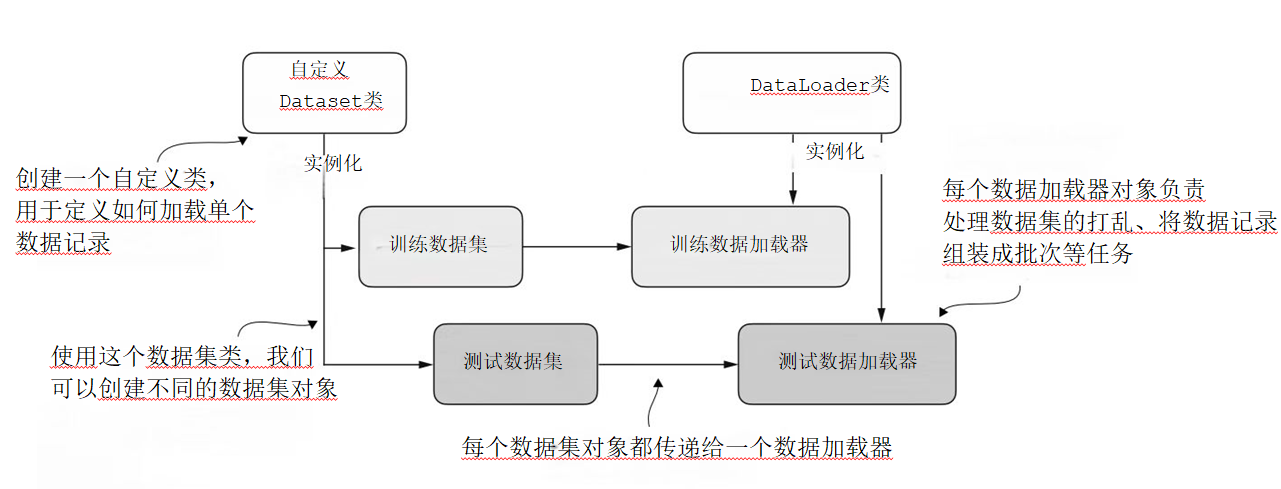 自定义
Dataset类
DataLoader类
实例化
实例化
创建一个自定义类，
用于定义如何加载单个
数据记录
每个数据加载器对象负责
处理数据集的打乱、将数据记录
组装成批次等任务
训练数据集
训练数据加载器
使用这个数据集类，我们
可以创建不同的数据集对象
测试数据集
测试数据加载器
每个数据集对象都传递给一个数据加载器